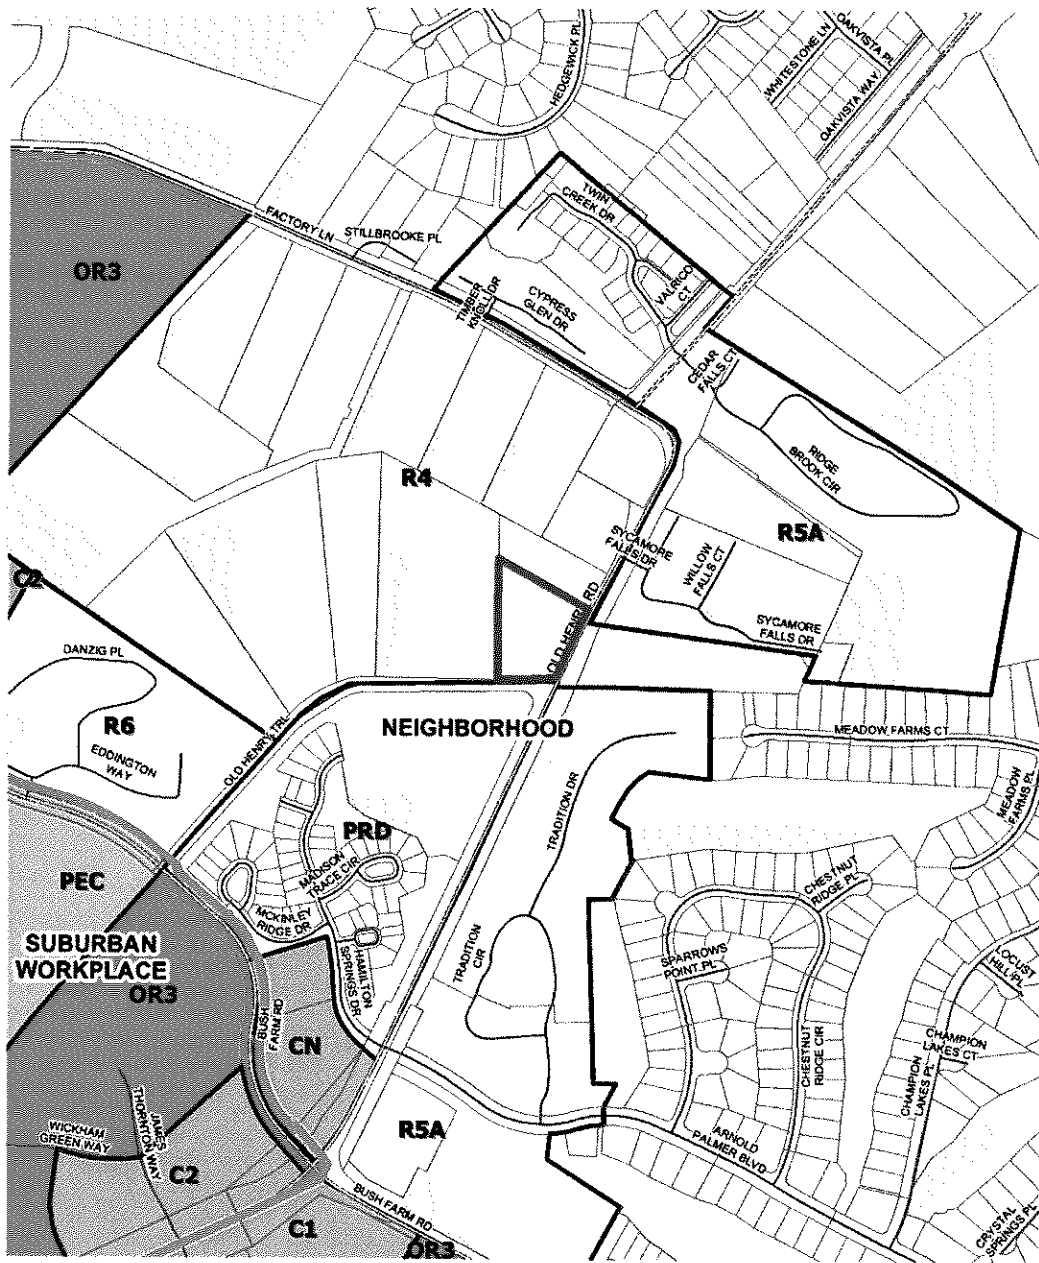 WHITESTONE LN
OAKVISTA PL
HEDGEWICK PL
OAKVISTA WAY
TWIN
CREEK DR
FACTORY LN
STILLBROOKE PL
OR3
VALRICO
CT
TIMBER
KNOLL DR
CYPRESS
GLEN DR
CEDAR
FALLS CT
RIDGE
BROOK CIR
R4
R5A
SYCAMORE
FALLS DR
WILLOW
FALLS CT
C2
OLD HENRY RD
SYCAMORE
FALLS DR
DANZIG PL
R6
EDDINGTON
WAY
OLD HENRY TRL
NEIGHBORHOOD
MEADOW FARMS CT
MEADOW
FARMS PL
TRADITION DR
PRD
MADISON
TRACE CIR
PEC
MCKINLEY
RIDGE DR
CHESTNUT
RIDGE PL
SUBURBAN
WORKPLACE
OR3
HAMILTON
SPRINGS DR
TRADITION
CIR
SPARROWS
POINT PL
LOCUST
HILL PL
BUSH
FARM RD
CN
CHESTNUT
RIDGE CIR
CHAMPION
LAKES CT
CHAMPION
LAKES PL
JAMES
THORNTON WAY
WICKHAM
GREEN WAY
C2
R5A
ARNOLD
PALMER BLVD
BUSH FARM RD
C1
OR3
CRYSTAL
SPRINGS PL